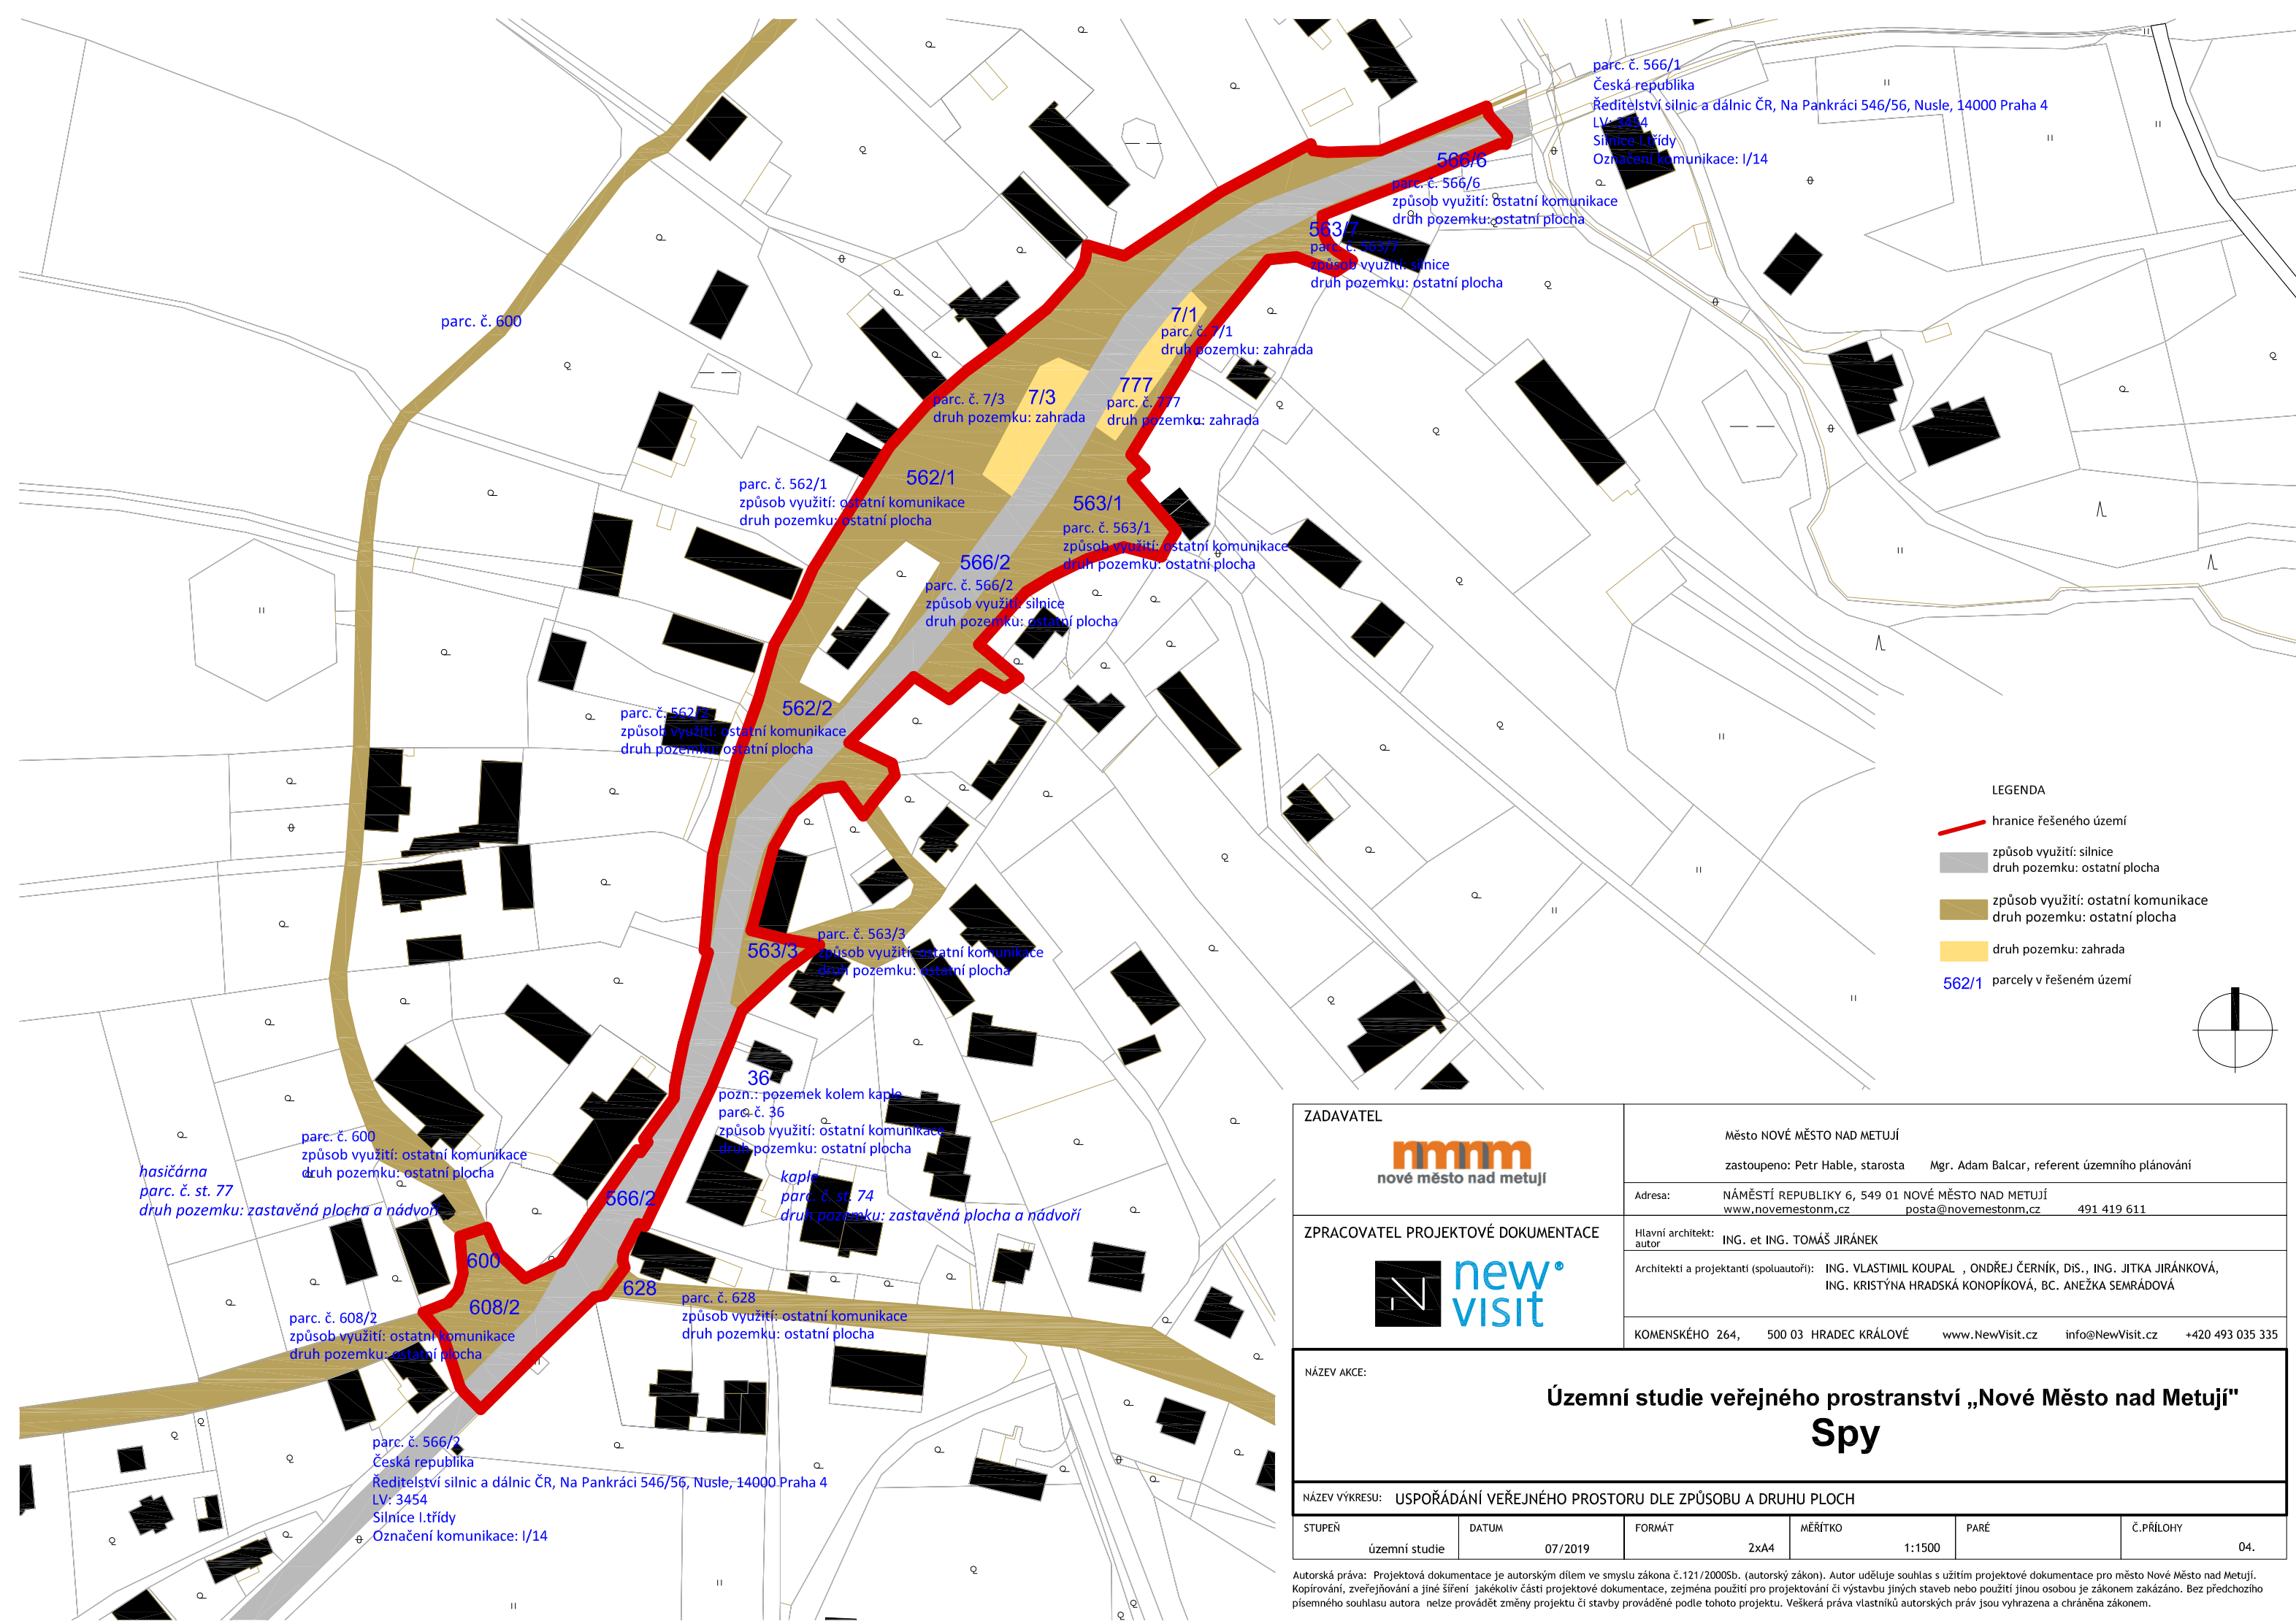 parc. č. 566/1
Česká republika
Ředitelství silnic a dálnic ČR, Na Pankráci 546/56, Nusle, 14000 Praha 4
LV: 3454
Silnice I.třídy
Označení komunikace: I/14
566/6
parc. č. 566/6
způsob využití: ostatní komunikace
druh pozemku: ostatní plocha
563/7
parc. č. 563/7
způsob využití: silnice
druh pozemku: ostatní plocha
parc. č. 600
7/1
parc. č. 7/1
druh pozemku: zahrada
777
parc. č. 777
druh pozemku: zahrada
7/3
parc. č. 7/3
druh pozemku: zahrada
562/1
parc. č. 562/1
způsob využití: ostatní komunikace
druh pozemku: ostatní plocha
563/1
parc. č. 563/1
způsob využití: ostatní komunikace
druh pozemku: ostatní plocha
566/2
parc. č. 566/2
způsob využití: silnice
druh pozemku: ostatní plocha
562/2
parc. č. 562/2
způsob využití: ostatní komunikace
druh pozemku: ostatní plocha
563/3
parc. č. 563/3
způsob využití: ostatní komunikace
druh pozemku: ostatní plocha
36
pozn.: pozemek kolem kaple
parc. č. 36
způsob využití: ostatní komunikace
druh pozemku: ostatní plocha
kaple
parc. č. st. 74
druh pozemku: zastavěná plocha a nádvoří
parc. č. 600
způsob využití: ostatní komunikace
druh pozemku: ostatní plocha
hasičárna
parc. č. st. 77
druh pozemku: zastavěná plocha a nádvoří
566/2
600
608/2
parc. č. 608/2
způsob využití: ostatní komunikace
druh pozemku: ostatní plocha
628
parc. č. 628
způsob využití: ostatní komunikace
druh pozemku: ostatní plocha
parc. č. 566/2
Česká republika
Ředitelství silnic a dálnic ČR, Na Pankráci 546/56, Nusle, 14000 Praha 4
LV: 3454
Silnice I.třídy
Označení komunikace: I/14
LEGENDA
hranice řešeného území
způsob využití: silnice
druh pozemku: ostatní plocha
způsob využití: ostatní komunikace
druh pozemku: ostatní plocha
druh pozemku: zahrada
562/1 parcely v řešeném území
ZADAVATEL
nmnm
nové město nad metují
Město NOVÉ MĚSTO NAD METUJÍ
zastoupeno: Petr Hable, starosta Mgr. Adam Balcar, referent územního plánování
Adresa: NÁMĚSTÍ REPUBLIKY 6, 549 01 NOVÉ MĚSTO NAD METUJÍ
www.novemestonm.cz posta@novemestonm.cz 491 419 611
ZPRACOVATEL PROJEKTOVÉ DOKUMENTACE
N
new
visit®
Hlavní architekt:
autor
ING. et ING. TOMÁŠ JIRÁNEK
Architekti a projektanti (spoluautoři): ING. VLASTIMIL KOUPAL , ONDŘEJ ČERNÍK, DiS., ING. JITKA JIRÁNKOVÁ,
ING. KRISTÝNA HRADSKÁ KONOPÍKOVÁ, BC. ANEŽKA SEMRÁDOVÁ
KOMENSKÉHO 264, 500 03 HRADEC KRÁLOVÉ www.NewVisit.cz info@NewVisit.cz +420 493 035 335
NÁZEV AKCE:
Územní studie veřejného prostranství „Nové Město nad Metují"
Spy
NÁZEV VÝKRESU: USPOŘÁDÁNÍ VEŘEJNÉHO PROSTORU DLE ZPŮSOBU A DRUHU PLOCH
STUPEŇ
územní studie
DATUM
07/2019
FORMÁT
2xA4
MĚŘÍTKO
1:1500
PARÉ
Č.PŘÍLOHY
04.
Autorská práva: Projektová dokumentace je autorským dílem ve smyslu zákona č.121/2000Sb. (autorský zákon). Autor uděluje souhlas s užitím projektové dokumentace pro město Nové Město nad Metují.
Kopírování, zveřejňování a jiné šíření jakékoliv části projektové dokumentace, zejména použití pro projektování či výstavbu jiných staveb nebo použití jinou osobou je zákonem zakázáno. Bez předchozího
písemného souhlasu autora nelze provádět změny projektu či stavby prováděné podle tohoto projektu. Veškerá práva vlastníků autorských práv jsou vyhrazena a chráněna zákonem.